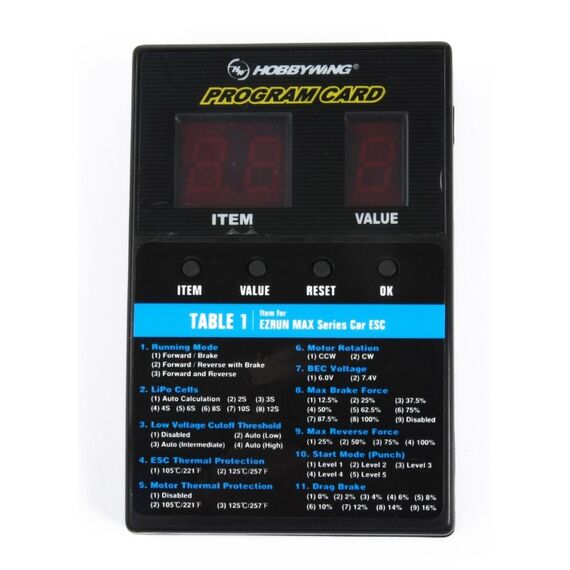 HW HOBBYWING®
PROGRAM CARD
8.8 8
ITEM VALUE
ITEM VALUE RESET OK
TABLE 1 Item for
EZRUN MAX Series Car ESC
1. Running Mode
(1) Forward / Brake
(2) Forward / Reverse with Brake
(3) Forward and Reverse
2. LiPo Cells
(1) Auto Calculation (2) 2S (3) 3S
(4) 4S (5) 6S (6) 8S (7) 10S (8) 12S
3. Low Voltage Cutoff Threshold
(1) Disabled (2) Auto (Low)
(3) Auto (Intermediate) (4) Auto (High)
4. ESC Thermal Protection
(1) 105℃/221℉ (2) 125℃/257℉
5. Motor Thermal Protection
(1) Disabled
(2) 105℃/221℉ (3) 125℃/257℉
6. Motor Rotation
(1) CCW (2) CW
7. BEC Voltage
(1) 6.0V (2) 7.4V
8. Max Brake Force
(1) 12.5% (2) 25% (3) 37.5%
(4) 50% (5) 62.5% (6) 75%
(7) 87.5% (8) 100% (9) Disabled
9. Max Reverse Force
(1) 25% (2) 50% (3) 75% (4) 100%
10. Start Mode (Punch)
(1) Level 1 (2) Level 2 (3) Level 3
(4) Level 4 (5) Level 5
11. Drag Brake
(1) 0% (2) 2% (3) 4% (4) 6% (5) 8%
(6) 10% (7) 12% (8) 14% (9) 16%